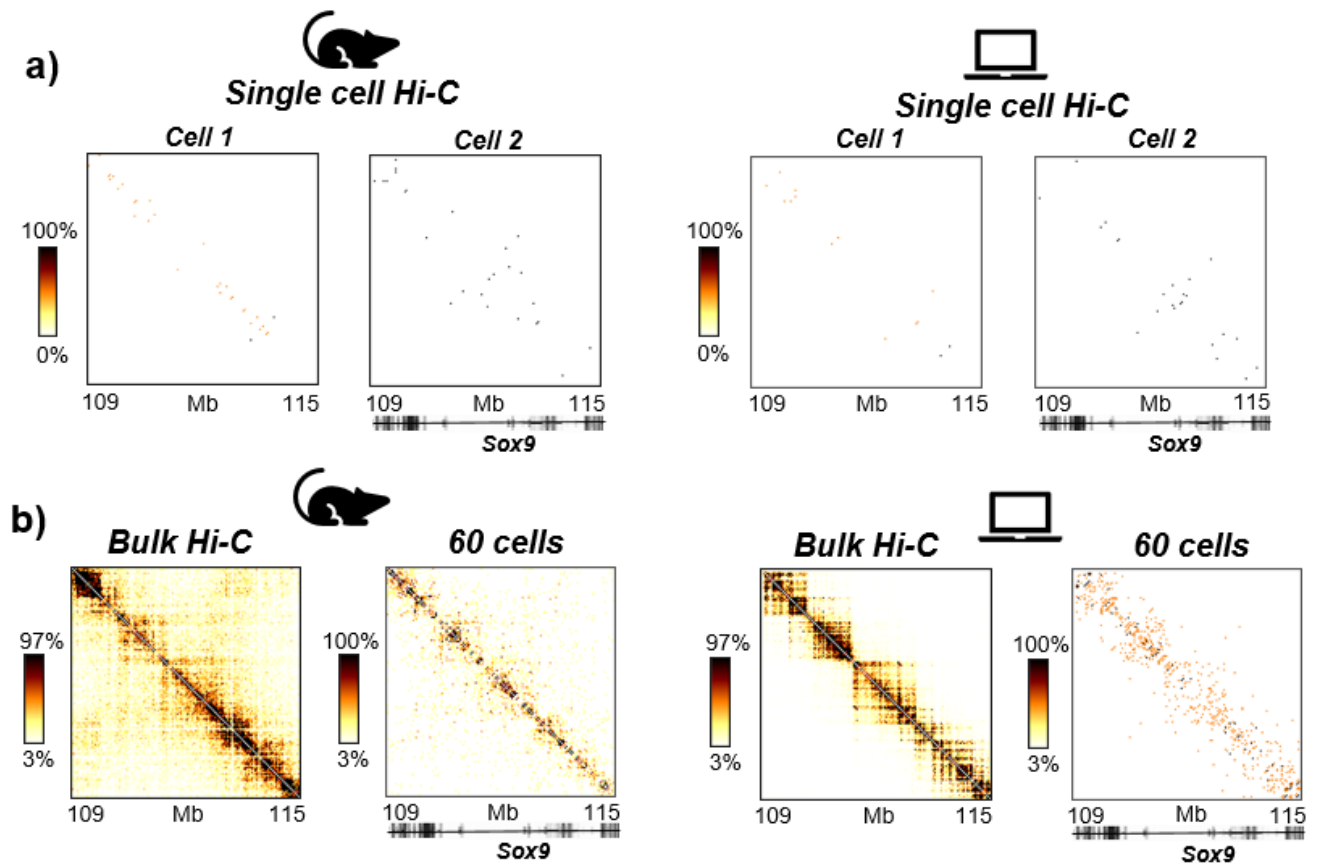 a)
Single cell Hi-C
Single cell Hi-C
Cell 1
Cell 2
Cell 1
Cell 2
100%
0%
100%
0%
109 Mb 115
109 Mb 115
109 Mb 115
109 Mb 115
Sox9
Sox9
b)
Bulk Hi-C
60 cells
Bulk Hi-C
60 cells
97%
3%
100%
3%
97%
3%
100%
3%
109 Mb 115
109 Mb 115
109 Mb 115
109 Mb 115
Sox9
Sox9